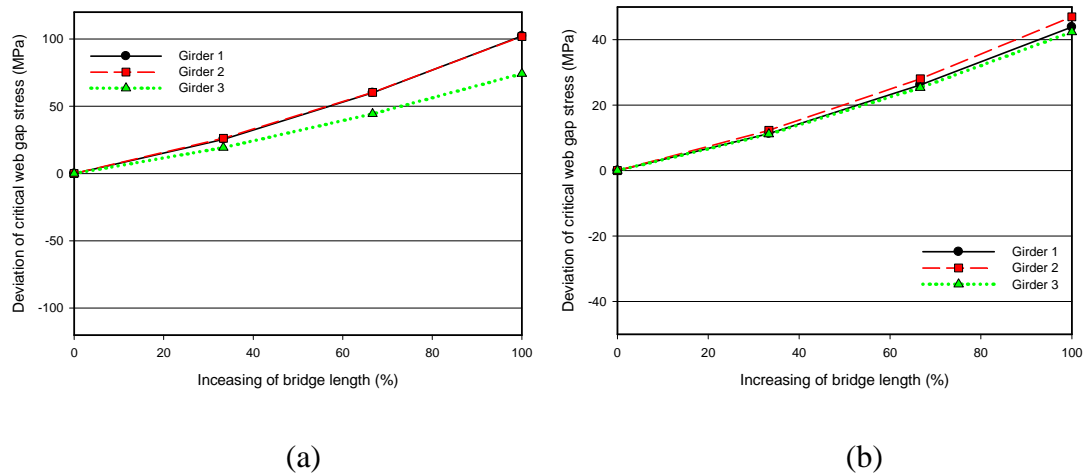 Deviation of critical web gap stress (MPa)
100
50
0
-50
-100
Girder 1
Girder 2
Girder 3
0 20 40 60 80 100
Inceasing of bridge length (%)
(a)
Deviation of critical web gap stress (MPa)
40
20
0
-20
-40
Girder 1
Girder 2
Girder 3
0 20 40 60 80 100
Increasing of bridge length (%)
(b)